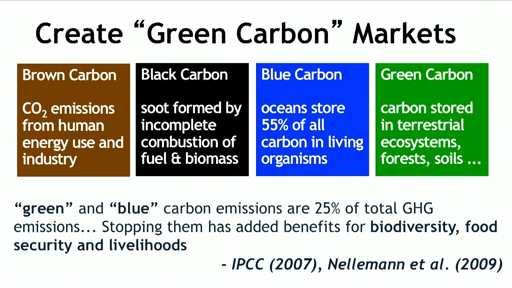 Create “Green Carbon” Markets
Brown Carbon
CO₂ emissions
from human
energy use and
industry
Black Carbon
soot formed by
incomplete
combustion of
fuel & biomass
Blue Carbon
oceans store
55% of all
carbon in living
organisms
Green Carbon
carbon stored
in terrestrial
ecosystems,
forests, soils ...
“green” and “blue” carbon emissions are 25% of total GHG
emissions... Stopping them has added benefits for biodiversity, food
security and livelihoods
- IPCC (2007), Nellemann et al. (2009)